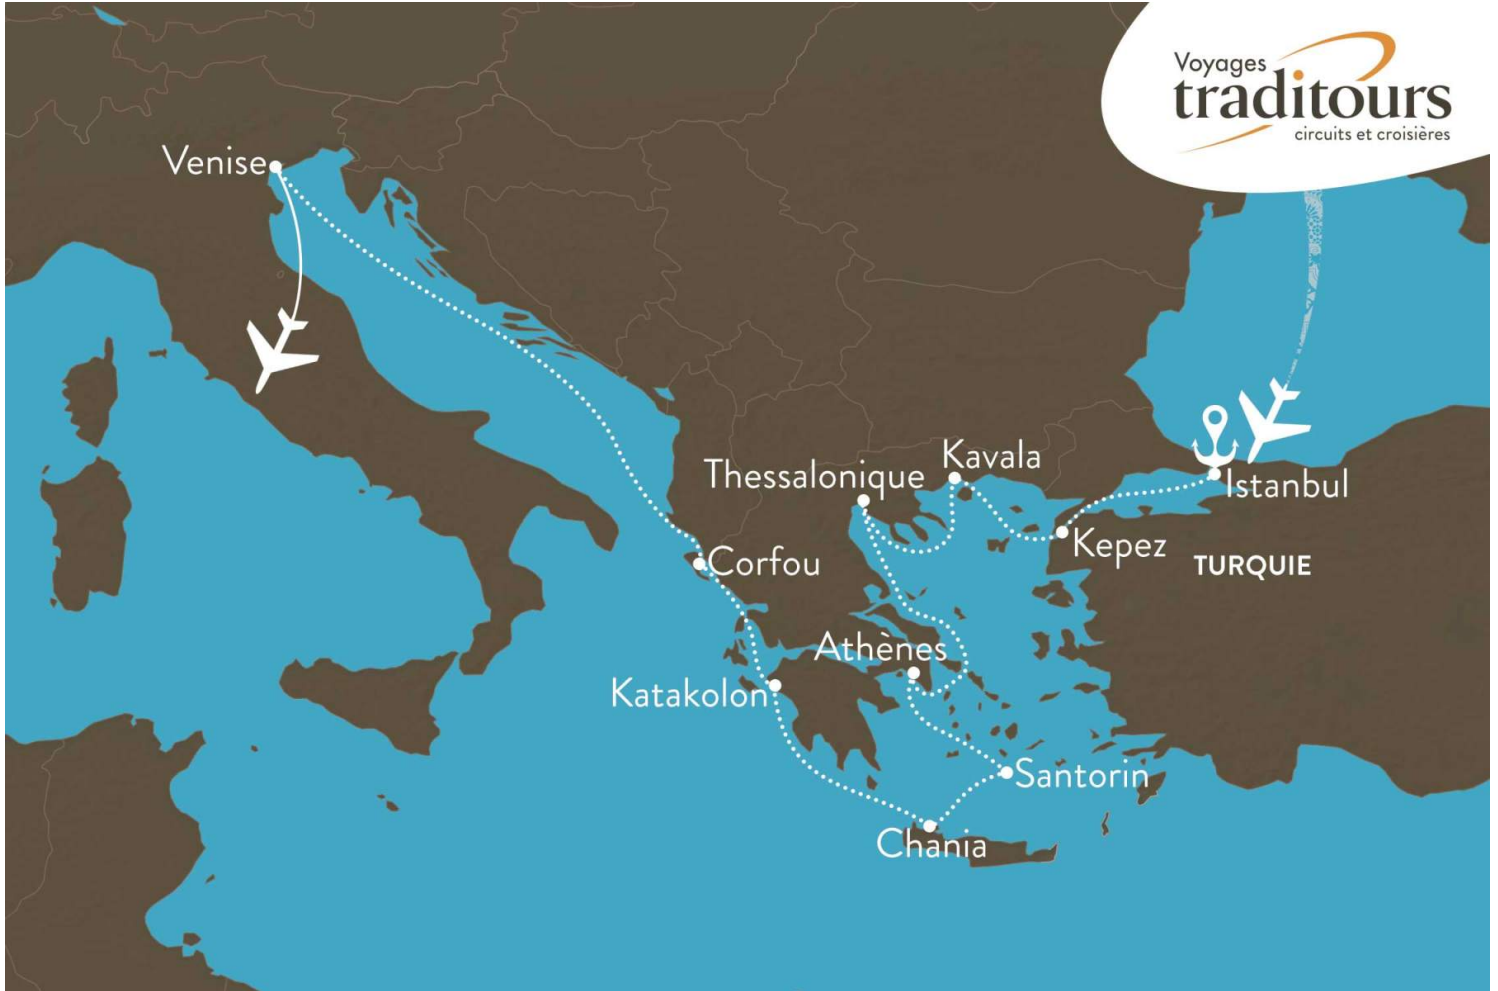 Voyages
traditours
circuits et croisières
Venise
Kavala
Thessalonique
Istanbul
Kepez
Corfou
TURQUIE
Athènes
Katakolon
Santorin
Chania